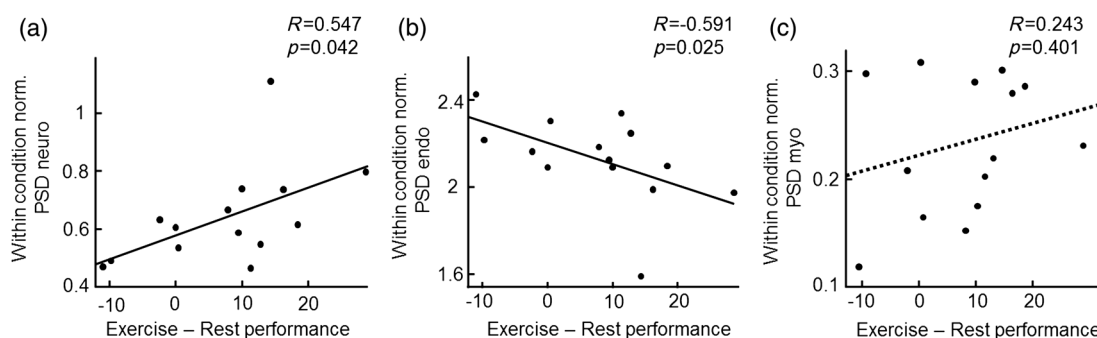 (a)
R=0.547
p=0.042
Within condition norm.
PSD neuro
1
0.8
0.6
0.4
-10 0 10 20
Exercise – Rest performance
(b)
R=-0.591
p=0.025
Within condition norm.
PSD endo
2.4
2
1.6
-10 0 10 20
Exercise – Rest performance
(c)
R=0.243
p=0.401
Within condition norm.
PSD myo
0.3
0.2
0.1
-10 0 10 20
Exercise – Rest performance